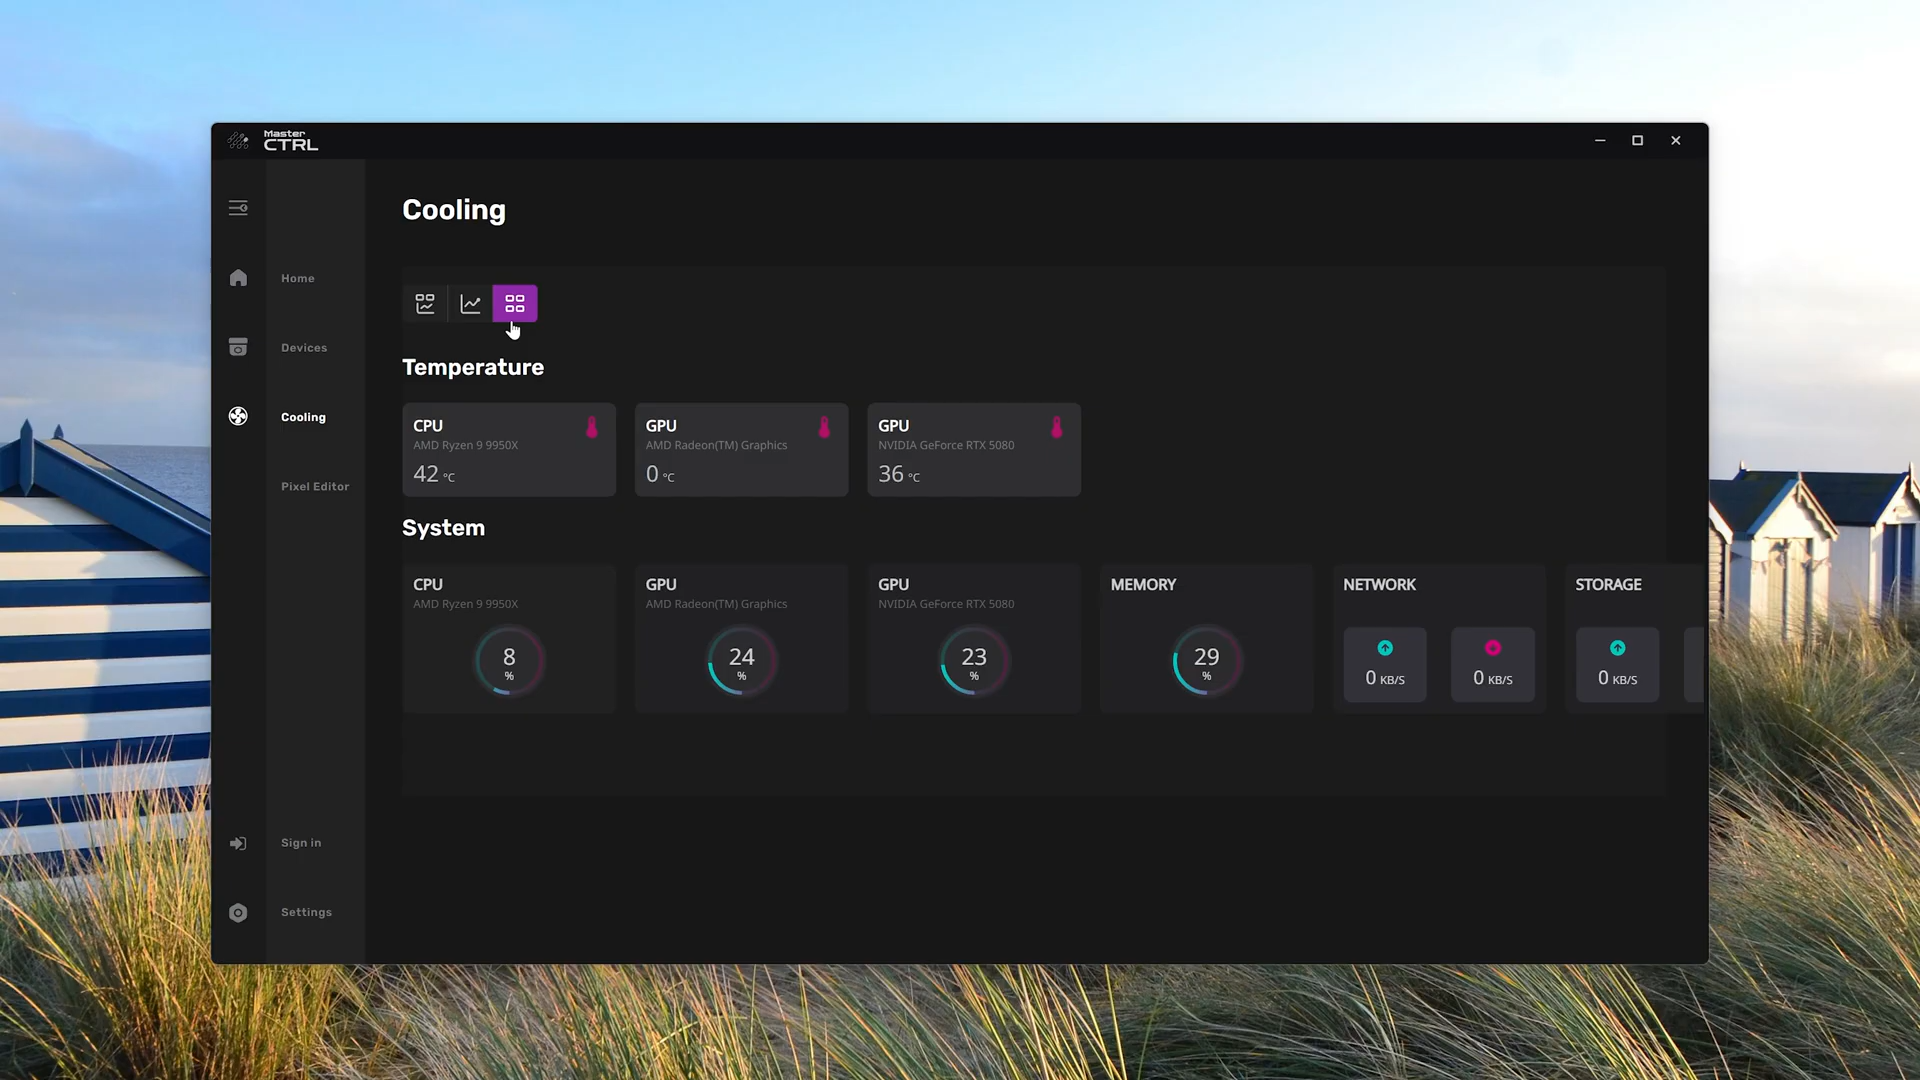 Master
CTRL
Cooling
Home
Devices
Temperature
Cooling
CPU
GPU
GPU
AMD Ryzen 9 9950X
AMD Radeon(TM) Graphics
NVIDIA GeForce RTX 5080
42 °C
0 °C
36 °C
Pixel Editor
System
CPU
GPU
GPU
MEMORY
NETWORK
STORAGE
AMD Ryzen 9 9950X
AMD Radeon(TM) Graphics
NVIDIA GeForce RTX 5080
8
%
24
%
23
%
29
%
0 KB/S
0 KB/S
0 KB/S
Sign in
Settings